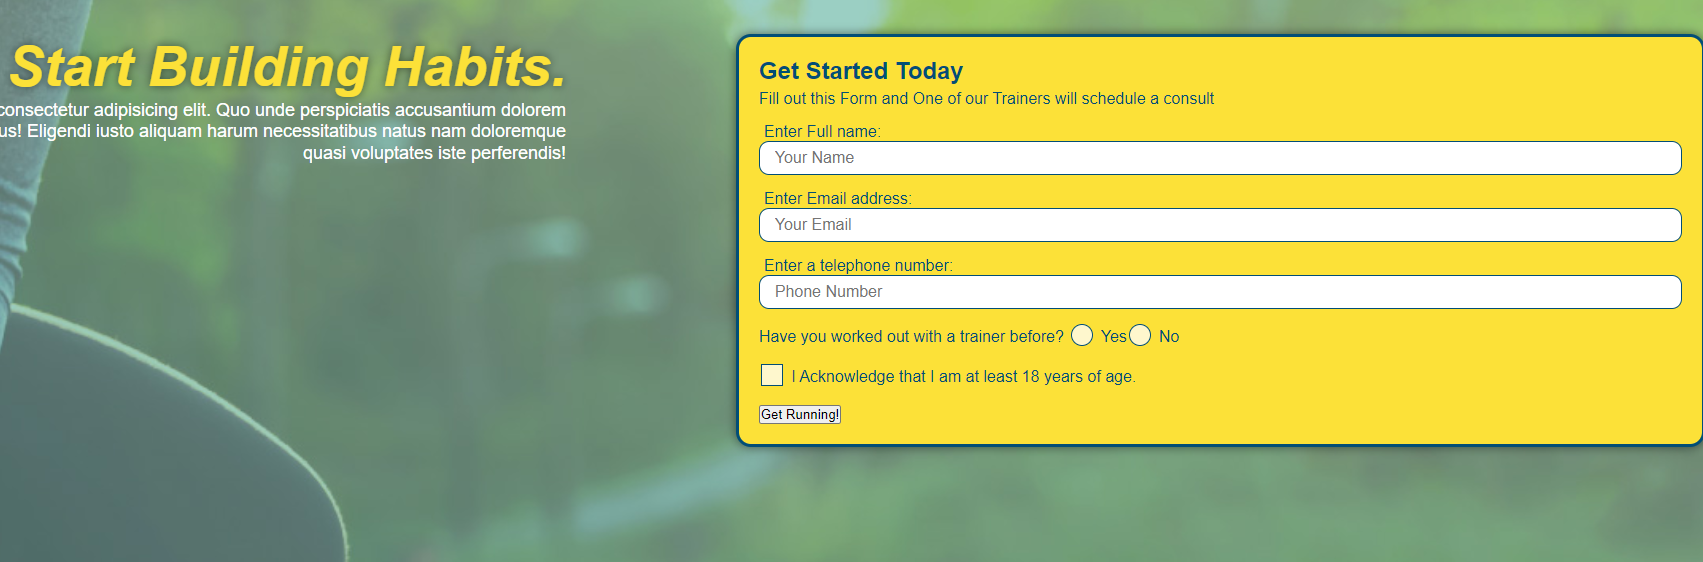 Start Building Habits.
consectetur adipisicing elit. Quo unde perspiciatis accusantium dolorem
us! Eligendi iusto aliquam harum necessitatibus natus nam doloremque
quasi voluptates iste perferendis!
Get Started Today
Fill out this Form and One of our Trainers will schedule a consult
Enter Full name:
Your Name
Enter Email address:
Your Email
Enter a telephone number:
Phone Number
Have you worked out with a trainer before? Yes No
I Acknowledge that I am at least 18 years of age.
Get Running!